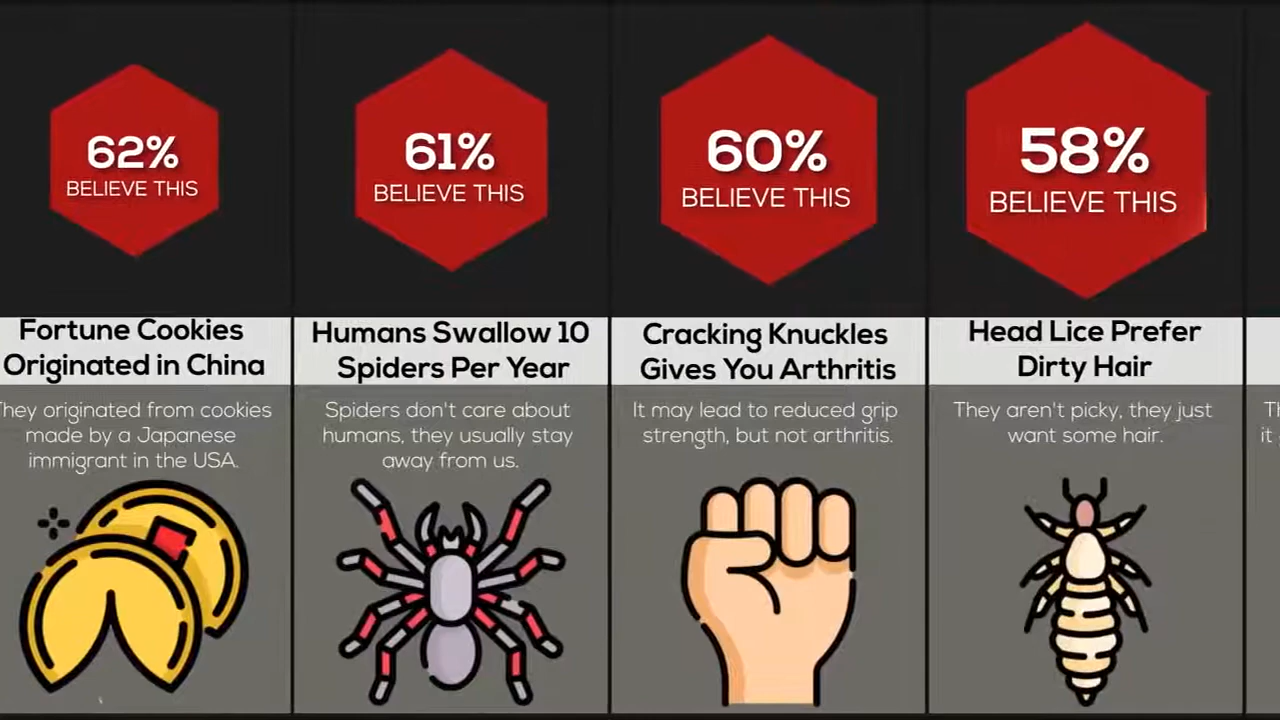 62%
BELIEVE THIS
Fortune Cookies
Originated in China
They originated from cookies
made by a Japanese
immigrant in the USA.
61%
BELIEVE THIS
Humans Swallow 10
Spiders Per Year
Spiders don't care about
humans, they usually stay
away from us.
60%
BELIEVE THIS
Cracking Knuckles
Gives You Arthritis
It may lead to reduced grip
strength, but not arthritis.
58%
BELIEVE THIS
Head Lice Prefer
Dirty Hair
They aren't picky, they just
want some hair.